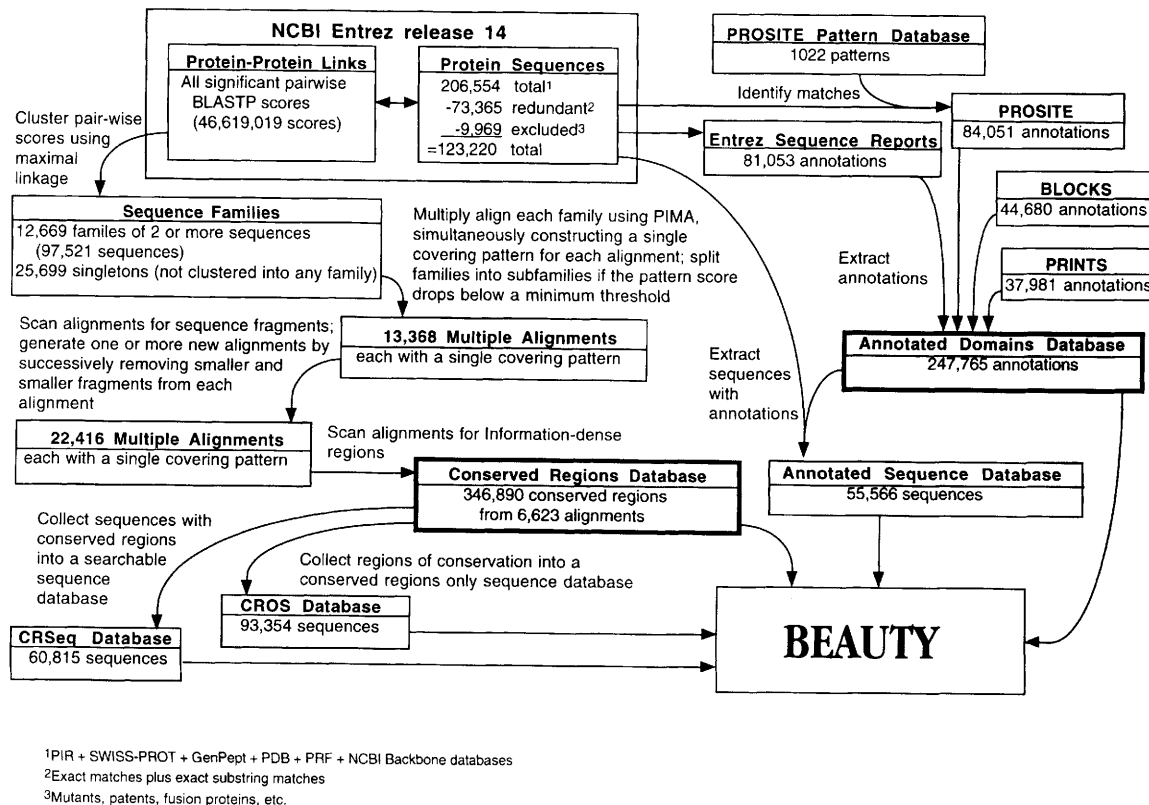 NCBI Entrez release 14
Protein-Protein Links
All significant pairwise
BLASTP scores
(46,619,019 scores)
Protein Sequences
206,554 total1
-73,365 redundant2
-9,969 excluded3
=123,220 total
PROSITE Pattern Database
1022 patterns
Identify matches
PROSITE
84,051 annotations
Entrez Sequence Reports
81,053 annotations
BLOCKS
44,680 annotations
PRINTS
37,981 annotations
Extract
annotations
Cluster pair-wise
scores using
maximal
linkage
Sequence Families
12,669 familes of 2 or more sequences
(97,521 sequences)
25,699 singletons (not clustered into any family)
Multiply align each family using PIMA,
simultaneously constructing a single
covering pattern for each alignment; split
families into subfamilies if the pattern score
drops below a minimum threshold
13,368 Multiple Alignments
each with a single covering pattern
Scan alignments for sequence fragments;
generate one or more new alignments by
successively removing smaller and
smaller fragments from each
alignment
Extract
sequences
with
annotations
Annotated Domains Database
247,765 annotations
22,416 Multiple Alignments
each with a single covering pattern
Scan alignments for Information-dense
regions
Conserved Regions Database
346,890 conserved regions
from 6,623 alignments
Annotated Sequence Database
55,566 sequences
Collect sequences with
conserved regions
into a searchable
sequence
database
Collect regions of conservation into a
conserved regions only sequence database
CROS Database
93,354 sequences
CRSeq Database
60,815 sequences
BEAUTY
1PIR + SWISS-PROT + GenPept + PDB + PRF + NCBI Backbone databases
2Exact matches plus exact substring matches
3Mutants, patents, fusion proteins, etc.